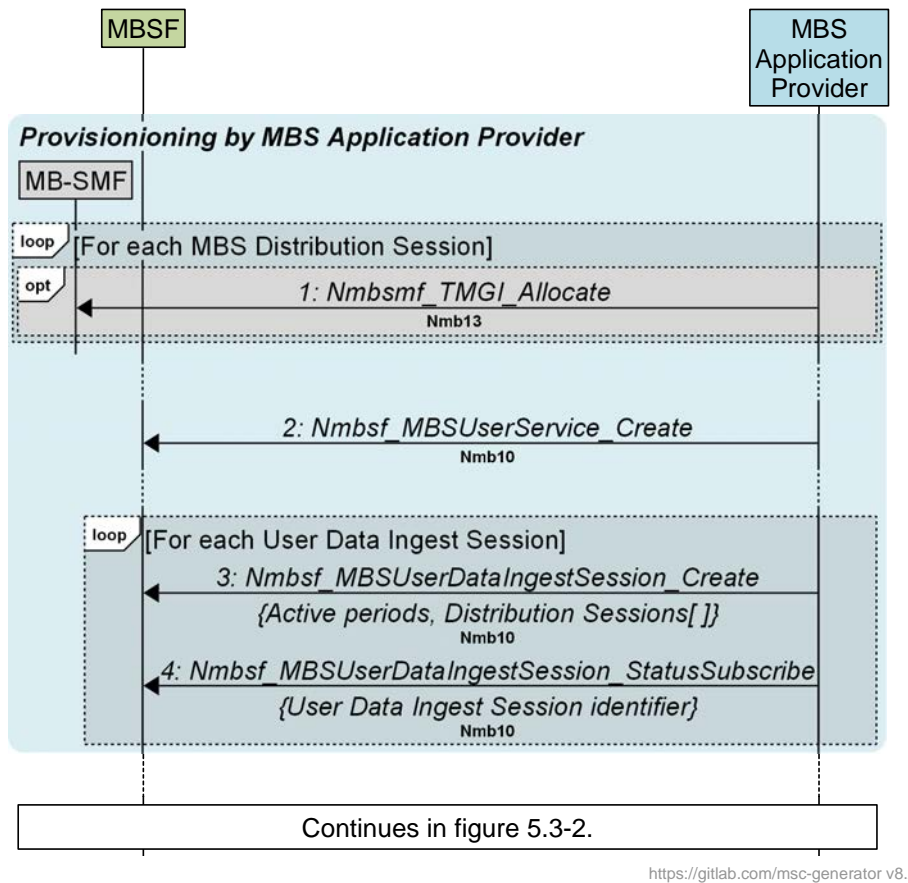 MBSF
MBS
Application
Provider
Provisionioning by MBS Application Provider
MB-SMF
loop
[For each MBS Distribution Session]
opt
1: Nmbsmf_TMGI_Allocate
Nmb13
2: Nmbsf_MBSUserService_Create
Nmb10
loop
[For each User Data Ingest Session]
3: Nmbsf_MBSUserDataIngestSession_Create
{Active periods, Distribution Sessions[ ]}
Nmb10
4: Nmbsf_MBSUserDataIngestSession_StatusSubscribe
{User Data Ingest Session identifier}
Nmb10
Continues in figure 5.3-2.
https://gitlab.com/msc-generator v8.